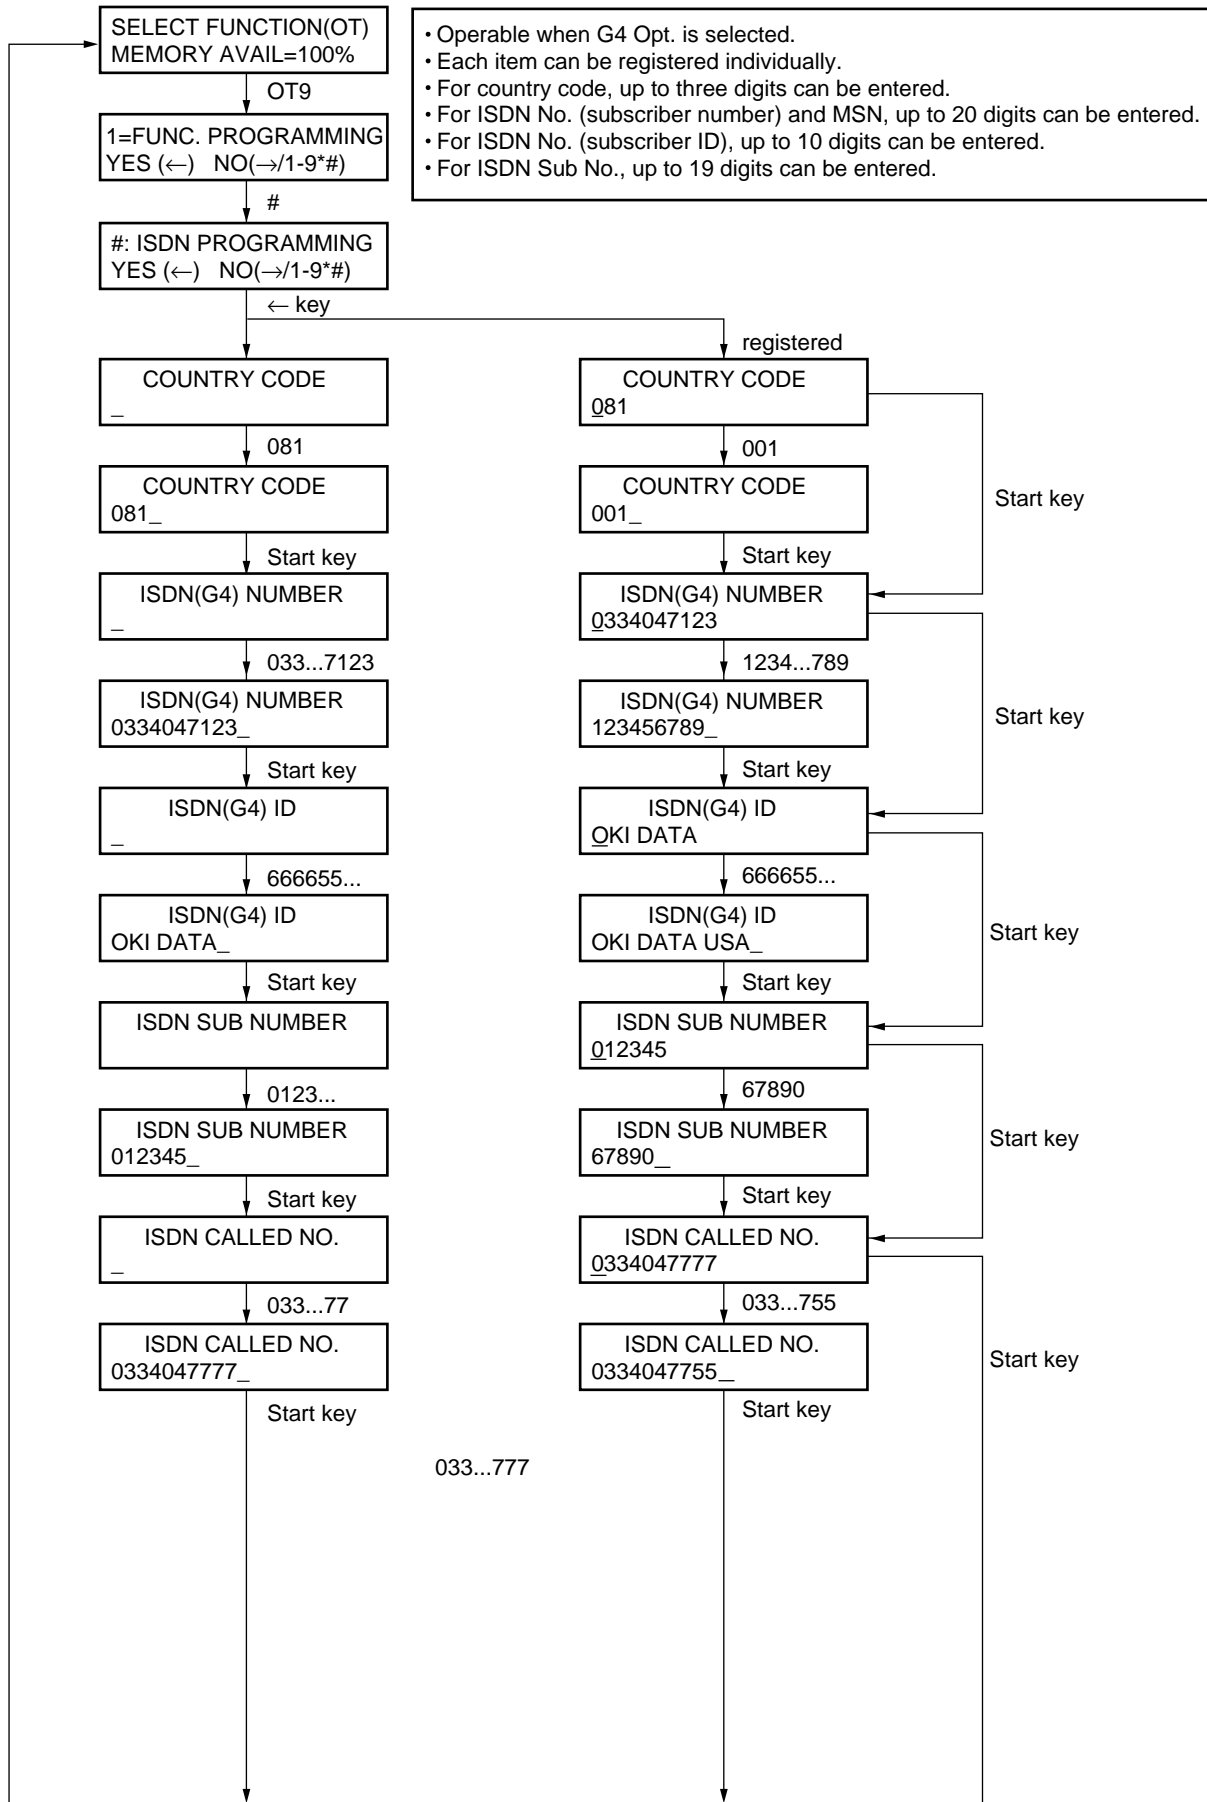 SELECT FUNCTION(OT)
MEMORY AVAIL=100%
• Operable when G4 Opt. is selected.
• Each item can be registered individually.
• For country code, up to three digits can be entered.
• For ISDN No. (subscriber number) and MSN, up to 20 digits can be entered.
• For ISDN No. (subscriber ID), up to 10 digits can be entered.
• For ISDN Sub No., up to 19 digits can be entered.
OT9
1=FUNC. PROGRAMMING
YES (←) NO(→/1-9*#)
#
#: ISDN PROGRAMMING
YES (←) NO(→/1-9*#)
← key
COUNTRY CODE
_
081
COUNTRY CODE
081_
Start key
ISDN(G4) NUMBER
_
033...7123
ISDN(G4) NUMBER
0334047123_
Start key
ISDN(G4) ID
_
666655...
ISDN(G4) ID
OKI DATA_
Start key
ISDN SUB NUMBER
0123...
ISDN SUB NUMBER
012345_
Start key
ISDN CALLED NO.
_
033...77
ISDN CALLED NO.
0334047777_
Start key
registered
COUNTRY CODE
081
001
COUNTRY CODE
001_
Start key
Start key
ISDN(G4) NUMBER
0334047123
1234...789
ISDN(G4) NUMBER
123456789_
Start key
Start key
ISDN(G4) ID
OKI DATA
666655...
ISDN(G4) ID
OKI DATA USA_
Start key
Start key
ISDN SUB NUMBER
012345
67890
ISDN SUB NUMBER
67890_
Start key
Start key
ISDN CALLED NO.
0334047777
033...755
ISDN CALLED NO.
0334047755_
Start key
Start key
033...777